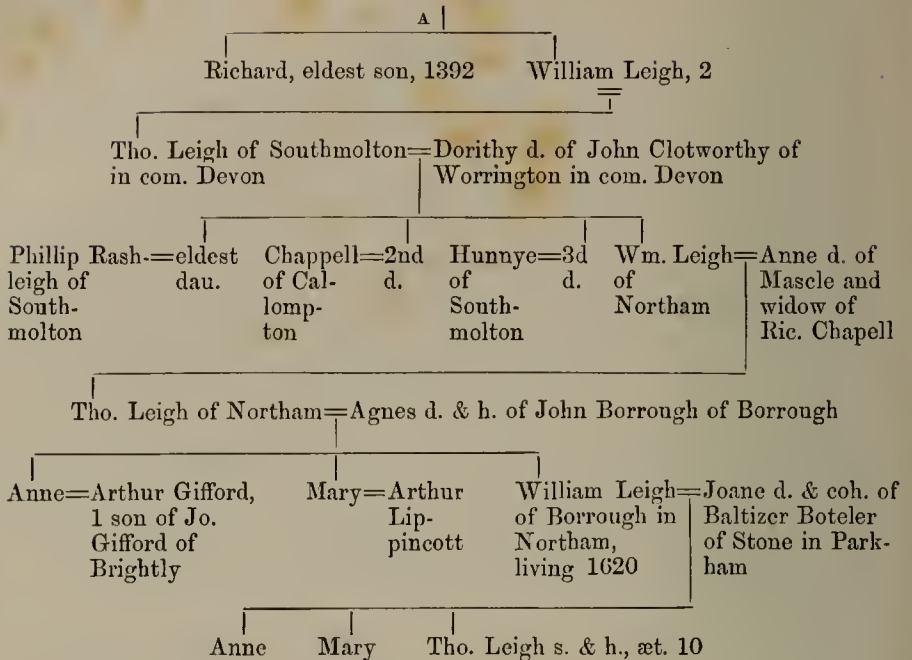 A
Richard, eldest son, 1392 William Leigh, 2
Tho. Leigh of Southmolton=Dorithy d. of John Clotworthy of
in com. Devon Worrington in com. Devon
Phillip Rash-=eldest Chappell=2nd Hunnye=3d Wm. Leigh=Anne d. of
leigh of dau. of Cal- d. of d. of Mascle and
South- lomp- South- Northam widow of
molton ton molton Ric. Chapell
Tho. Leigh of Northam=Agnes d. & h. of John Borrough of Borrough
Anne=Arthur Gifford, Mary=Arthur William Leigh=Joane d. & coh. of
1 son of Jo. Lip- of Borrough in Baltizer Boteler
Gifford of pincott Northam, of Stone in Park-
Brightly living 1620 ham
Anne Mary Tho. Leigh s. & h., æt. 10